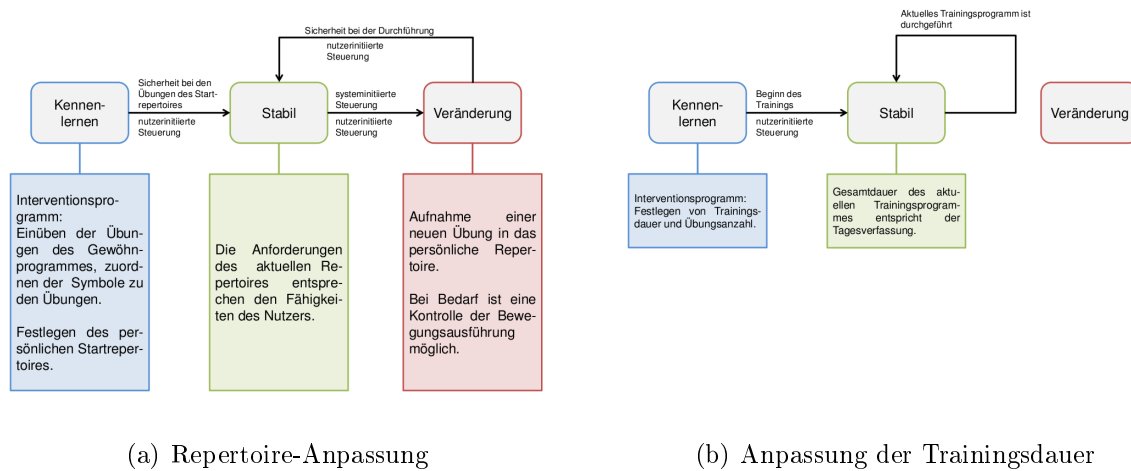 Sicherheit bei der Durchführung
nutzerinitiierte
Steuerung
Sicherheit bei den
Übungen des Start-
repertoires
nutzerinitiierte
Steuerung
systeminitiierte
Steuerung
nutzerinitiierte
Steuerung
Kennen-
lernen
Stabil
Veränderung
Interventionspro-
gramm:
Einüben der Übun-
gen des Gewöhn-
programmes, zuord-
nen der Symbole zu
den Übungen.
Festlegen des per-
sönlichen Startreper-
toires.
Die Anforderungen
des aktuellen Re-
pertoires entspre-
chen den Fähigkei-
ten des Nutzers.
Aufnahme einer
neuen Übung in das
persönliche Reper-
toire.
Bei Bedarf ist eine
Kontrolle der Bewe-
gungsausführung
möglich.
(a) Repertoire-Anpassung
Aktuelles Trainingsprogramm ist
durchgeführt
Beginn des
Trainings
nutzerinitiierte
Steuerung
Kennen-
lernen
Stabil
Veränderung
Interventionsprogramm:
Festlegen von Trainings-
dauer und Übungsanzahl.
Gesamtdauer des aktu-
ellen Trainingsprogram-
mes entspricht der
Tagesverfassung.
(b) Anpassung der Trainingsdauer